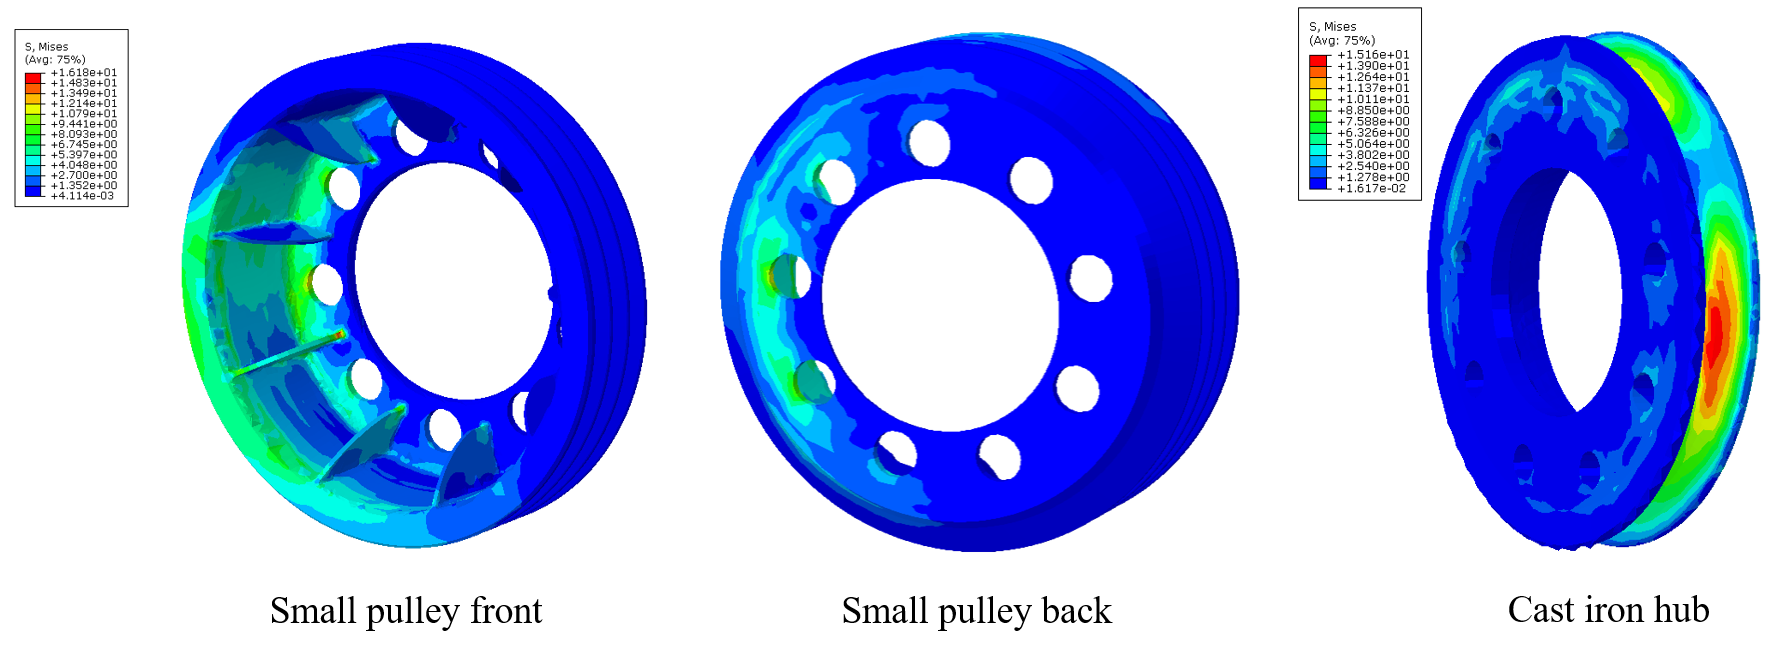 S, Mises
(Avg: 75%)
+1.618e+01
+1.483e+01
+1.349e+01
+1.214e+01
+1.079e+01
+9.441e+00
+8.093e+00
+6.745e+00
+5.397e+00
+4.048e+00
+2.700e+00
+1.352e+00
+4.114e-03
S, Mises
(Avg: 75%)
+1.516e+01
+1.390e+01
+1.264e+01
+1.137e+01
+1.011e+01
+8.850e+00
+7.588e+00
+6.326e+00
+5.064e+00
+3.802e+00
+2.540e+00
+1.278e+00
+1.617e-02
Small pulley front
Small pulley back
Cast iron hub